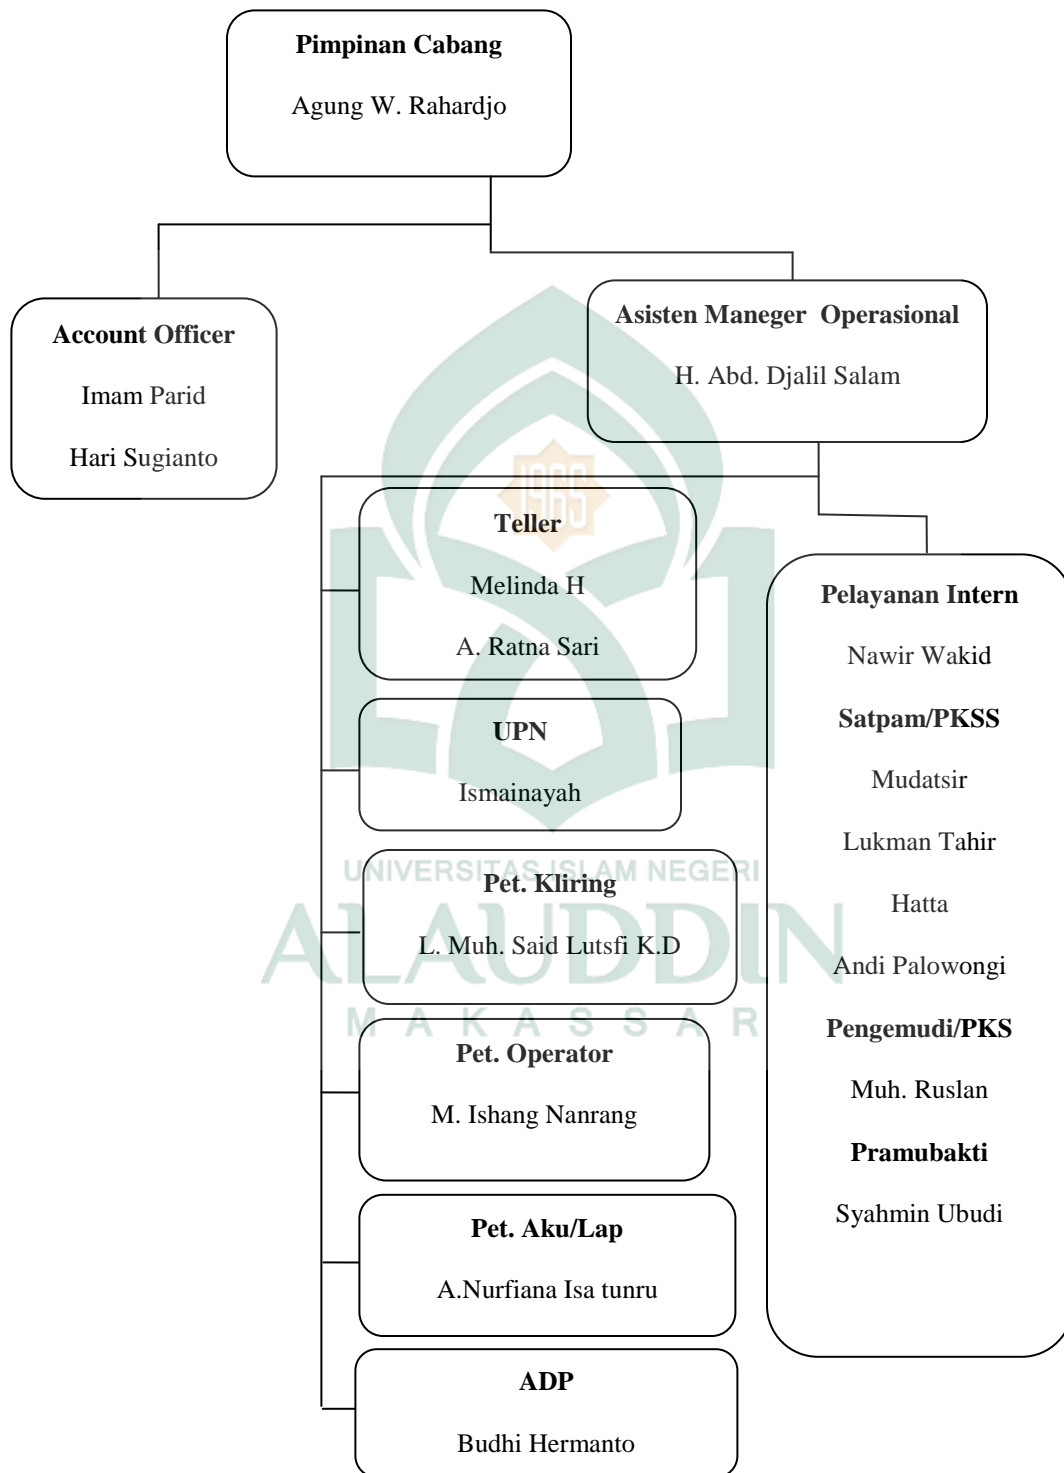 Pimpinan Cabang
Agung W. Rahardjo
Account Officer
Imam Parid
Hari Sugianto
Asisten Maneger  Operasional
H. Abd. Djalil Salam
1965
Teller
Melinda H
A. Ratna Sari
UPN
Ismainayah
Pet. Kliring
L. Muh. Said Lutsfi K.D
Pet. Operator
M. Ishang Nanrang
Pet. Aku/Lap
A.Nurfiana Isa tunru
ADP
Budhi Hermanto
Pelayanan Intern
Nawir Wakid
Satpam/PKSS
Mudatsir
Lukman Tahir
Hatta
Andi Palowongi
Pengemudi/PKS
Muh. Ruslan
Pramubakti
Syahmin Ubudi
UNIVERSITAS ISLAM NEGERI
ALAUDDIN
MAKASSAR